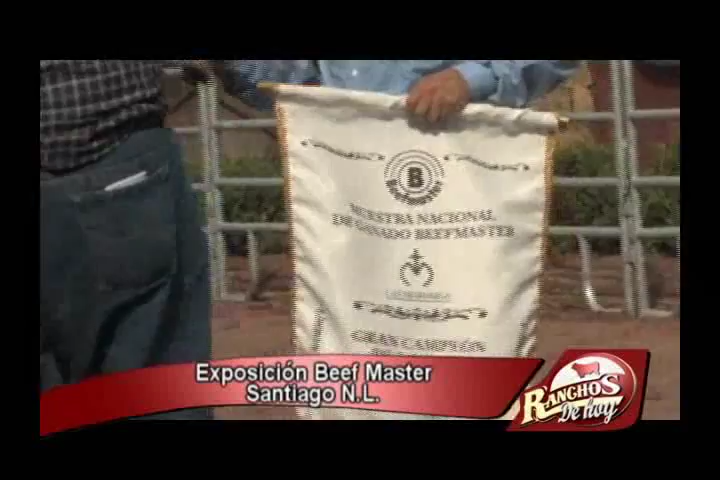 B
MUESTRA NACIONAL
DE GANADO BEEFMASTER
GRAN CAMPEÓN
Exposición Beef Master
Santiago N.L.
RANCHOS
De hoy